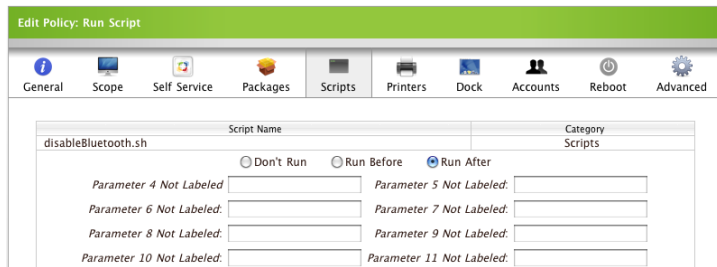 Edit Policy: Run Script
General Scope Self Service Packages Scripts Printers Dock Accounts Reboot Advanced
Script Name Category
disableBluetooth.sh Scripts
Don't Run Run Before Run After
Parameter 4 Not Labeled Parameter 5 Not Labeled:
Parameter 6 Not Labeled: Parameter 7 Not Labeled:
Parameter 8 Not Labeled: Parameter 9 Not Labeled:
Parameter 10 Not Labeled: Parameter 11 Not Labeled: